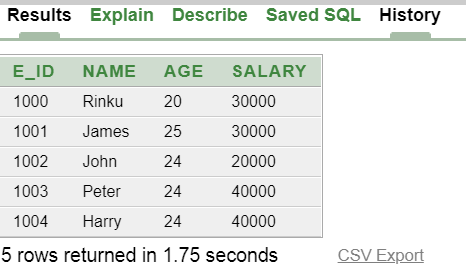 Results Explain Describe Saved SQL History
E_ID NAME AGE SALARY
1000 Rinku 20 30000
1001 James 25 30000
1002 John 24 20000
1003 Peter 24 40000
1004 Harry 24 40000
5 rows returned in 1.75 seconds CSV Export